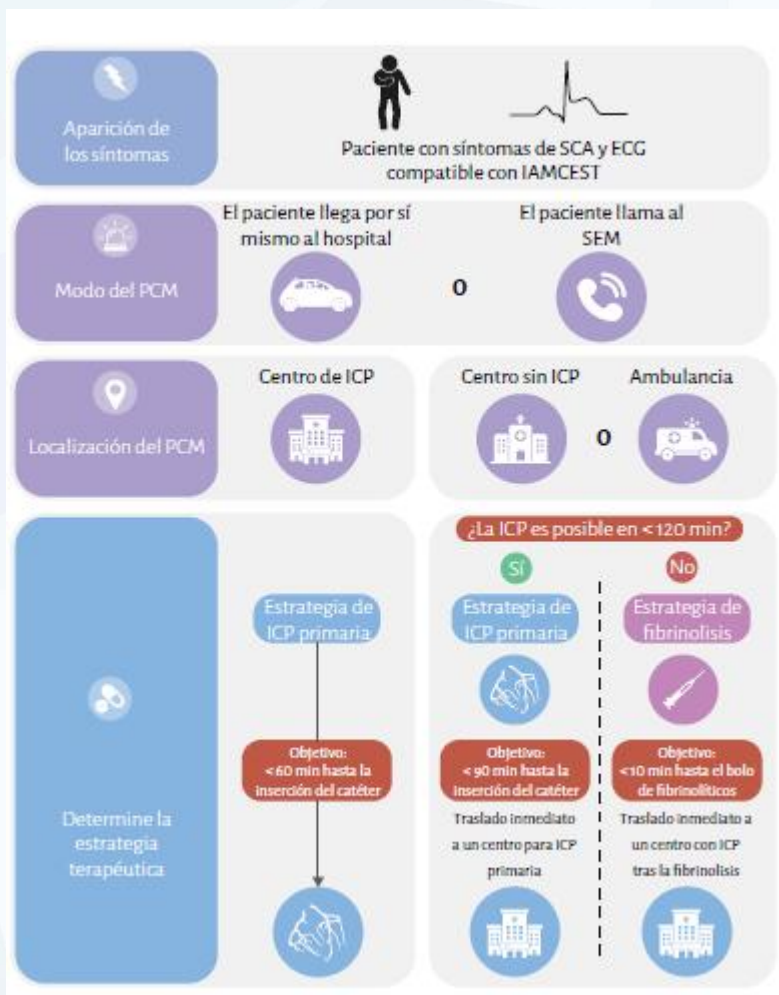 Aparición de
los síntomas
Paciente con síntomas de SCA y ECG
compatible con IAMCEST
Modo del PCM
El paciente llega por sí
mismo al hospital
O
El paciente llama al
SEM
Localización del PCM
Centro de ICP
Centro sin ICP
O
Ambulancia
Determine la
estrategia
terapéutica
Estrategia de
ICP primaria
Objetivo:
<60 min hasta la
inserción del catéter
¿La ICP es posible en <120 min?
Sí
No
Estrategia de
ICP primaria
Objetivo:
< 90 min hasta la
inserción del catéter
Traslado inmediato
a un centro para ICP
primaria
Estrategia de
fibrinolisis
Objetivo:
<10 min hasta el bolo
de fibrinolíticos
Traslado inmediato a
un centro con ICP
tras la fibrinolisis